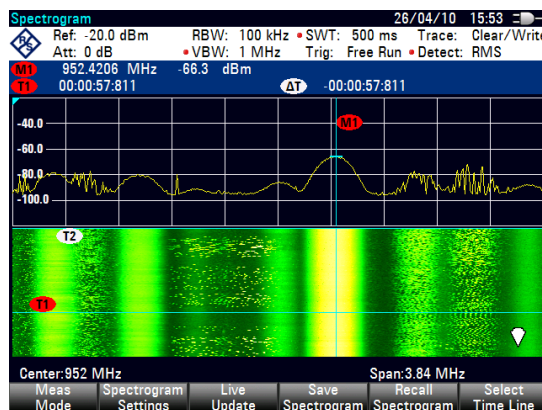 Spectrogram 26/04/10 15:53
Ref: -20.0 dBm RBW: 100 kHz SWT: 500 ms Trace: Clear/Write
Att: 0 dB VBW: 1 MHz Trig: Free Run Detect: RMS
M1 952.4206 MHz -66.3 dBm
T1 00:00:57:811 ΔT -00:00:57:811
M1
-40.0
-60.0
-80.0
-100.0
T2
T1
Center:952 MHz Span:3.84 MHz
Meas Mode
Spectrogram Settings
Live Update
Save Spectrogram
Recall Spectrogram
Select Time Line